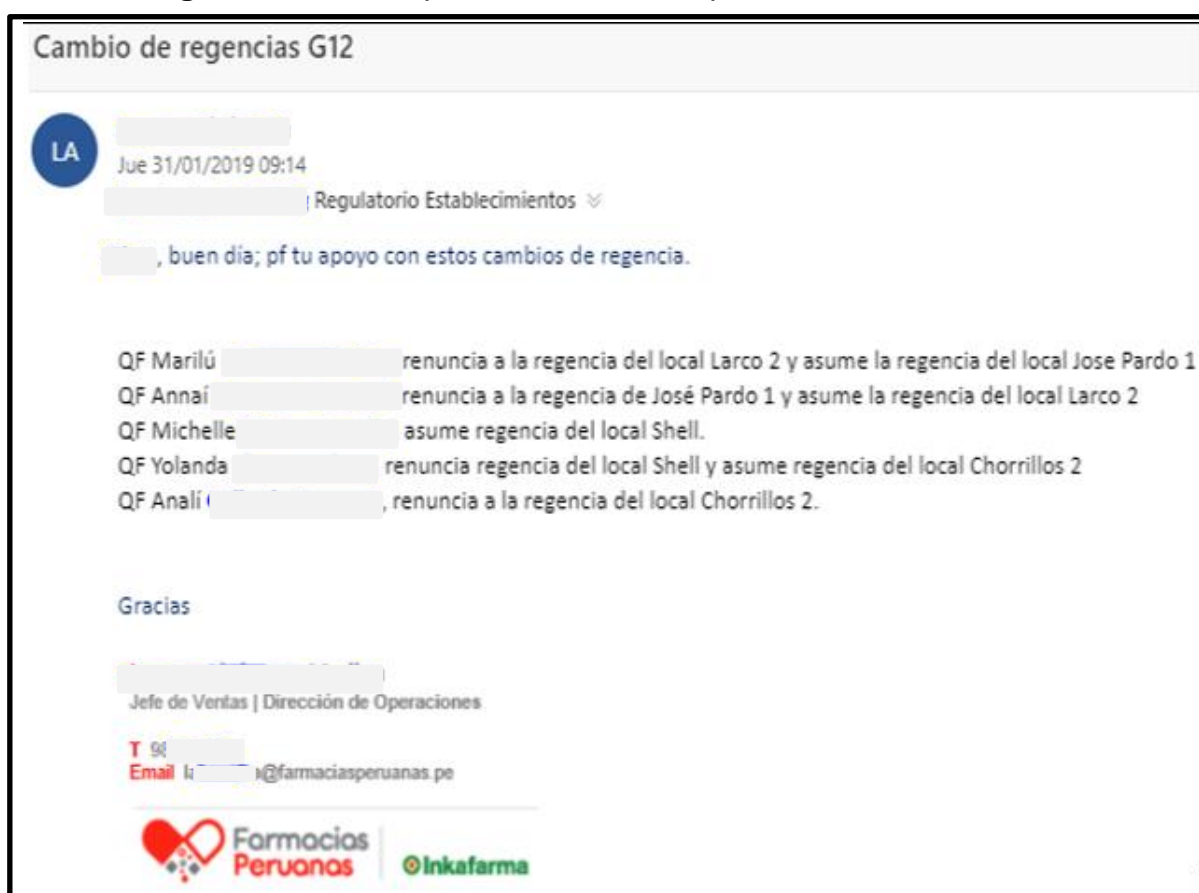 Cambio de regencias G12
LA
Jue 31/01/2019 09:14
Regulatorio Establecimientos
, buen día; pf tu apoyo con estos cambios de regencia.
QF Marilú renuncia a la regencia del local Larco 2 y asume la regencia del local Jose Pardo 1
QF Annaí renuncia a la regencia de José Pardo 1 y asume la regencia del local Larco 2
QF Michelle asume regencia del local Shell.
QF Yolanda renuncia regencia del local Shell y asume regencia del local Chorrillos 2
QF Analí , renuncia a la regencia del local Chorrillos 2.
Gracias
Jefe de Ventas | Dirección de Operaciones
T 98
Email la @farmaciasperuanas.pe
Farmacias
Peruanas Inkafarma